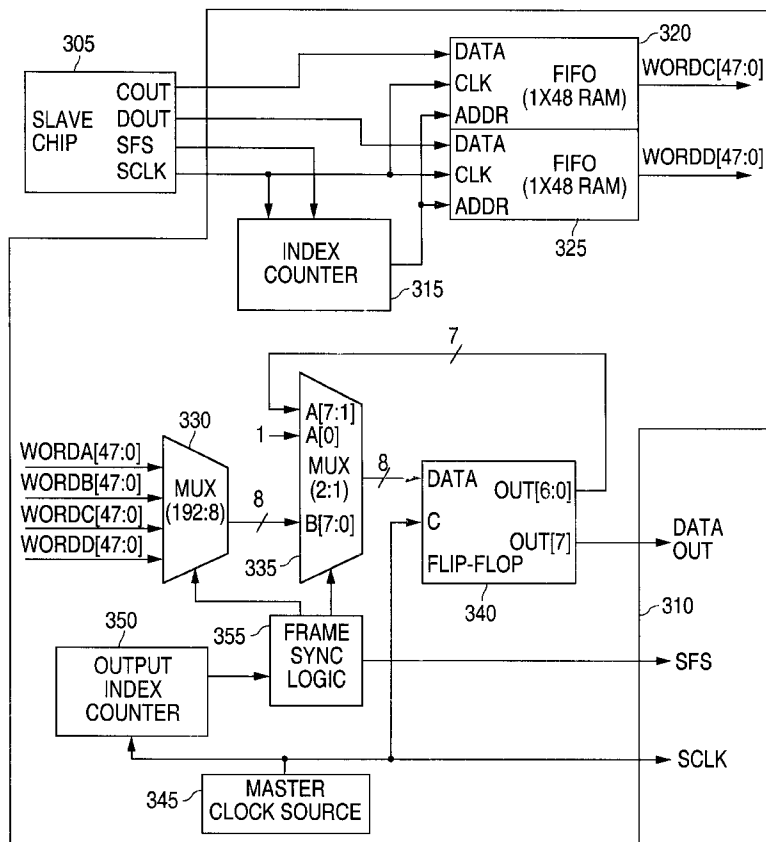 305
SLAVE
CHIP
COUT
DOUT
SFS
SCLK
320
DATA
CLK
ADDR
FIFO
(1X48 RAM)
WORDC[47:0]
DATA
CLK
ADDR
FIFO
(1X48 RAM)
WORDD[47:0]
325
INDEX
COUNTER
315
7
330
WORDA[47:0]
WORDB[47:0]
WORDC[47:0]
WORDD[47:0]
MUX
(192:8)
8
1
A[7:1]
A[0]
MUX
(2:1)
B[7:0]
335
8
DATA
C
OUT[6:0]
OUT[7]
FLIP-FLOP
340
DATA
OUT
310
350
OUTPUT
INDEX
COUNTER
355
FRAME
SYNC
LOGIC
SFS
SCLK
345
MASTER
CLOCK SOURCE